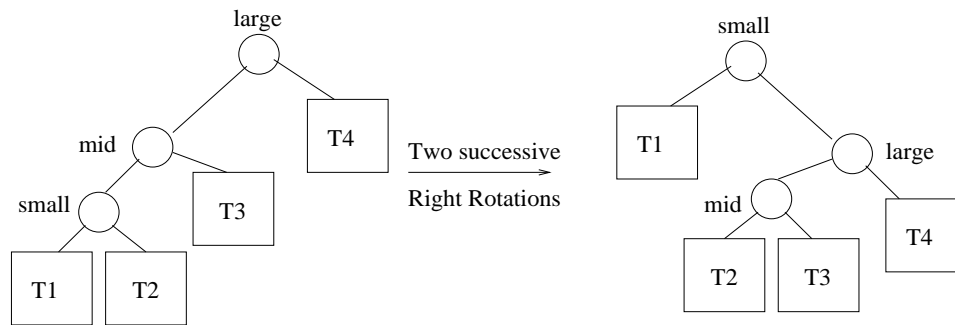 large
mid
T4
small
T3
T1
T2
Two successive
Right Rotations
small
T1
large
mid
T4
T2
T3